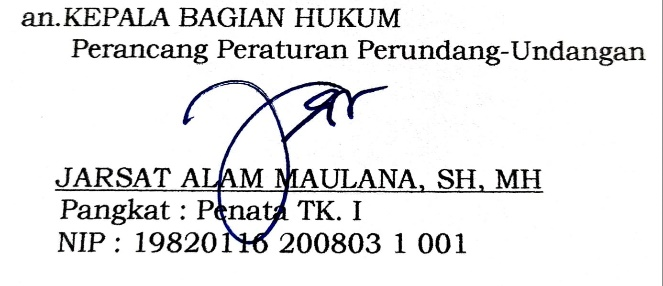 an.KEPALA BAGIAN HUKUM
Perancang Peraturan Perundang-Undangan
JARSAT ALAM MAULANA, SH, MH
Pangkat : Penata TK. I
NIP : 19820116 200803 1 001